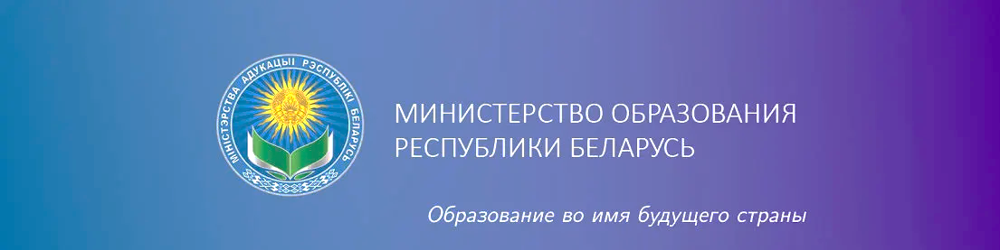 МІНІСТЭРСТВА АДУКАЦЫІ РЭСПУБЛІКІ БЕЛАРУСЬ
МИНИСТЕРСТВО ОБРАЗОВАНИЯ
РЕСПУБЛИКИ БЕЛАРУСЬ
Образование во имя будущего страны